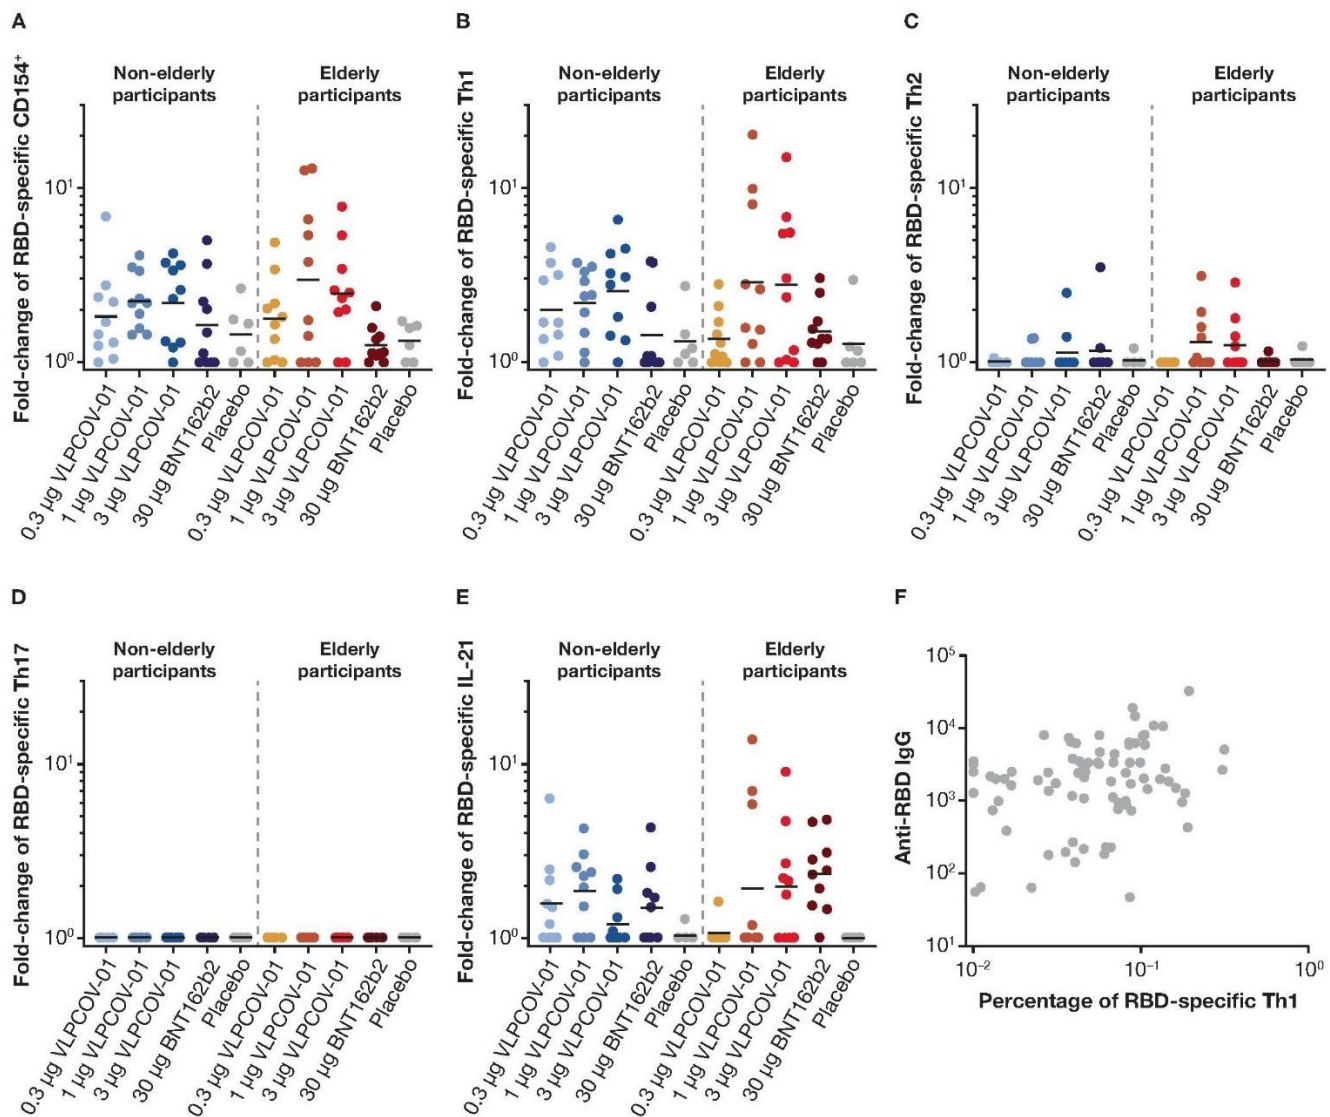 A
Fold-change of RBD-specific CD154⁺
Non-elderly
participants
Elderly
participants
10¹
10⁰
0.3 µg VLPCOV-01
1 µg VLPCOV-01
3 µg VLPCOV-01
30 µg BNT162b2
Placebo
0.3 µg VLPCOV-01
1 µg VLPCOV-01
3 µg VLPCOV-01
30 µg BNT162b2
Placebo
B
Fold-change of RBD-specific Th1
Non-elderly
participants
Elderly
participants
10¹
10⁰
0.3 µg VLPCOV-01
1 µg VLPCOV-01
3 µg VLPCOV-01
30 µg BNT162b2
Placebo
0.3 µg VLPCOV-01
1 µg VLPCOV-01
3 µg VLPCOV-01
30 µg BNT162b2
Placebo
C
Fold-change of RBD-specific Th2
Non-elderly
participants
Elderly
participants
10¹
10⁰
0.3 µg VLPCOV-01
1 µg VLPCOV-01
3 µg VLPCOV-01
30 µg BNT162b2
Placebo
0.3 µg VLPCOV-01
1 µg VLPCOV-01
3 µg VLPCOV-01
30 µg BNT162b2
Placebo
D
Fold-change of RBD-specific Th17
Non-elderly
participants
Elderly
participants
10¹
10⁰
0.3 µg VLPCOV-01
1 µg VLPCOV-01
3 µg VLPCOV-01
30 µg BNT162b2
Placebo
0.3 µg VLPCOV-01
1 µg VLPCOV-01
3 µg VLPCOV-01
30 µg BNT162b2
Placebo
E
Fold-change of RBD-specific IL-21
Non-elderly
participants
Elderly
participants
10¹
10⁰
0.3 µg VLPCOV-01
1 µg VLPCOV-01
3 µg VLPCOV-01
30 µg BNT162b2
Placebo
0.3 µg VLPCOV-01
1 µg VLPCOV-01
3 µg VLPCOV-01
30 µg BNT162b2
Placebo
F
Anti-RBD IgG
10⁵
10⁴
10³
10²
10¹
10⁻²
10⁻¹
10⁰
Percentage of RBD-specific Th1